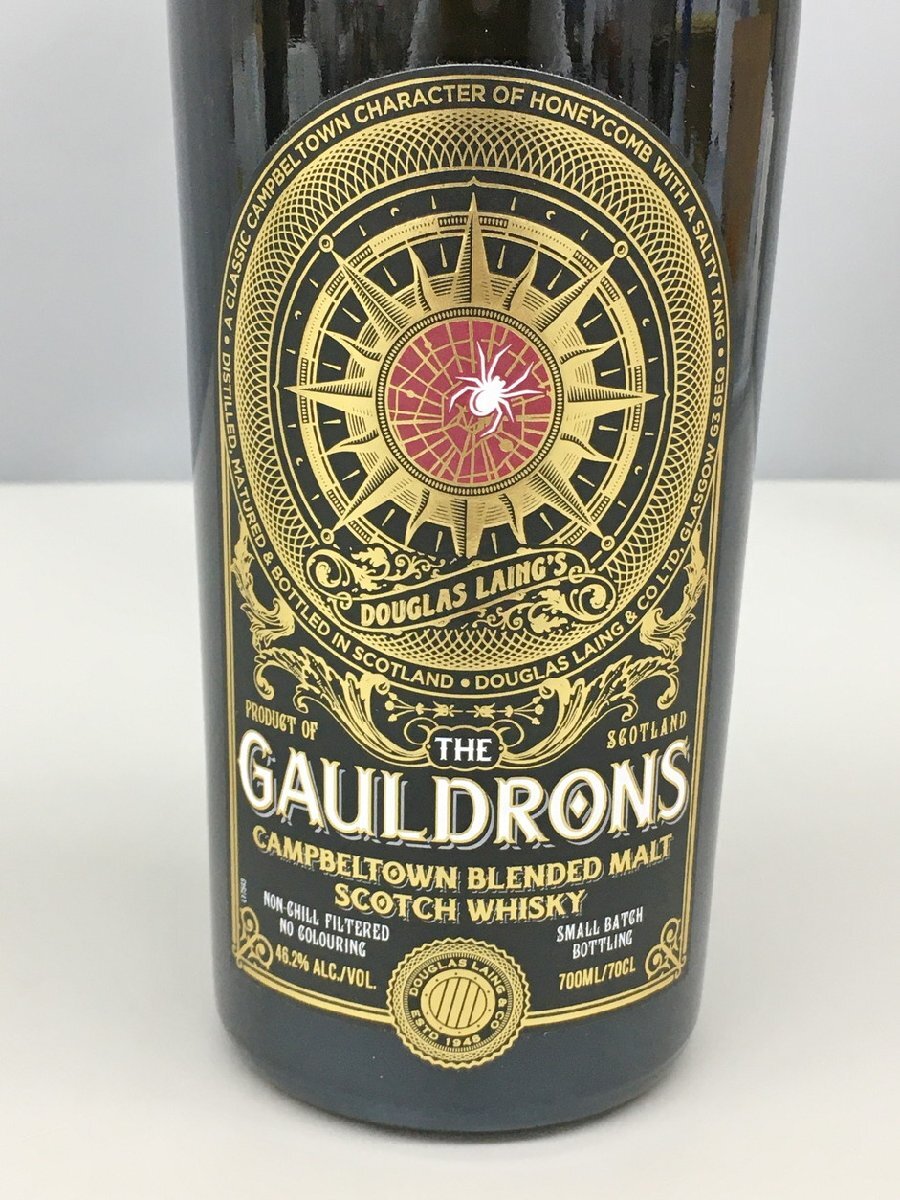 A CLASSIC CAMPBELTOWN CHARACTER OF HONEYCOMB WITH A SALTY TANG •
DISTILLED, MATURED & BOTTLED IN SCOTLAND • DOUGLAS LAING & CO LTD, GLASGOW G3 6EQ •
DOUGLAS LAING'S
PRODUCT OF
SCOTLAND
THE
GAULDRONS
CAMPBELTOWN BLENDED MALT
SCOTCH WHISKY
NON-CHILL FILTERED
NO COLOURING
46.2% ALC./VOL.
SMALL BATCH
BOTTLING
700ML/70CL
DOUGLAS LAING & CO
ESTD 1948